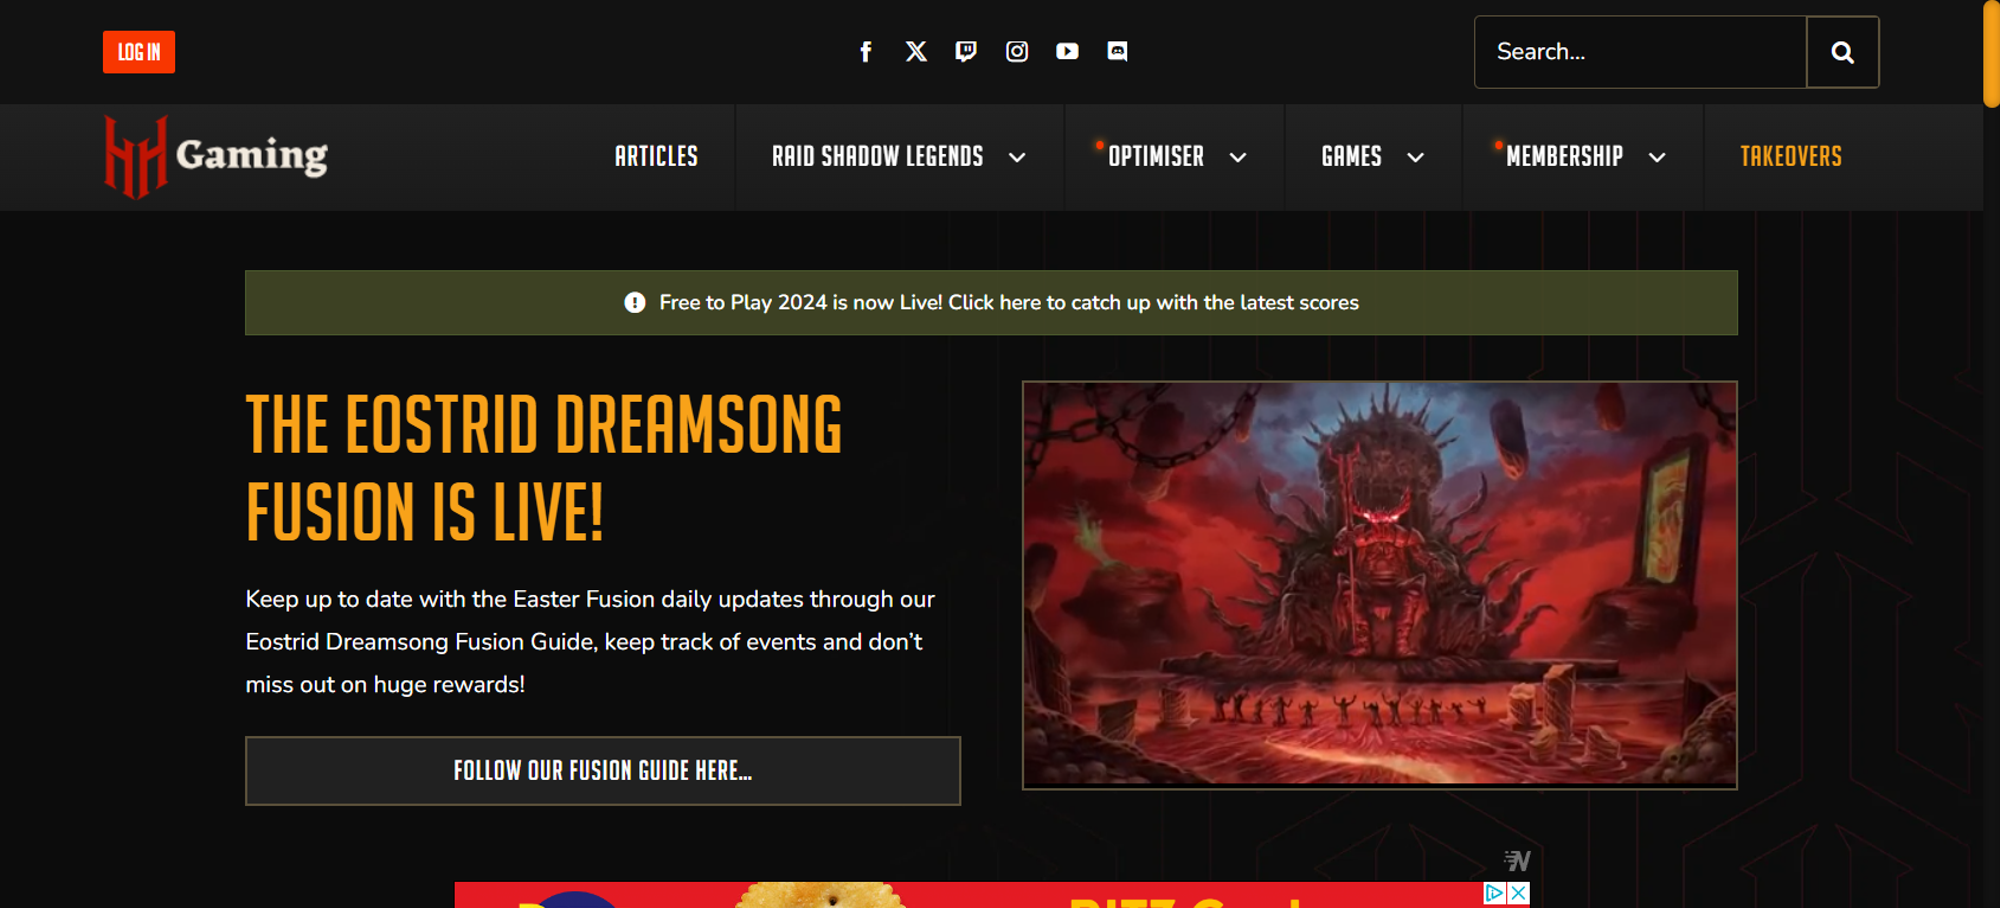 LOG IN
Search...
Gaming
ARTICLES
RAID SHADOW LEGENDS
OPTIMISER
GAMES
MEMBERSHIP
TAKEOVERS
Free to Play 2024 is now Live! Click here to catch up with the latest scores
THE EOSTRID DREAMSONG
FUSION IS LIVE!
Keep up to date with the Easter Fusion daily updates through our
Eostrid Dreamsong Fusion Guide, keep track of events and don’t
miss out on huge rewards!
FOLLOW OUR FUSION GUIDE HERE...